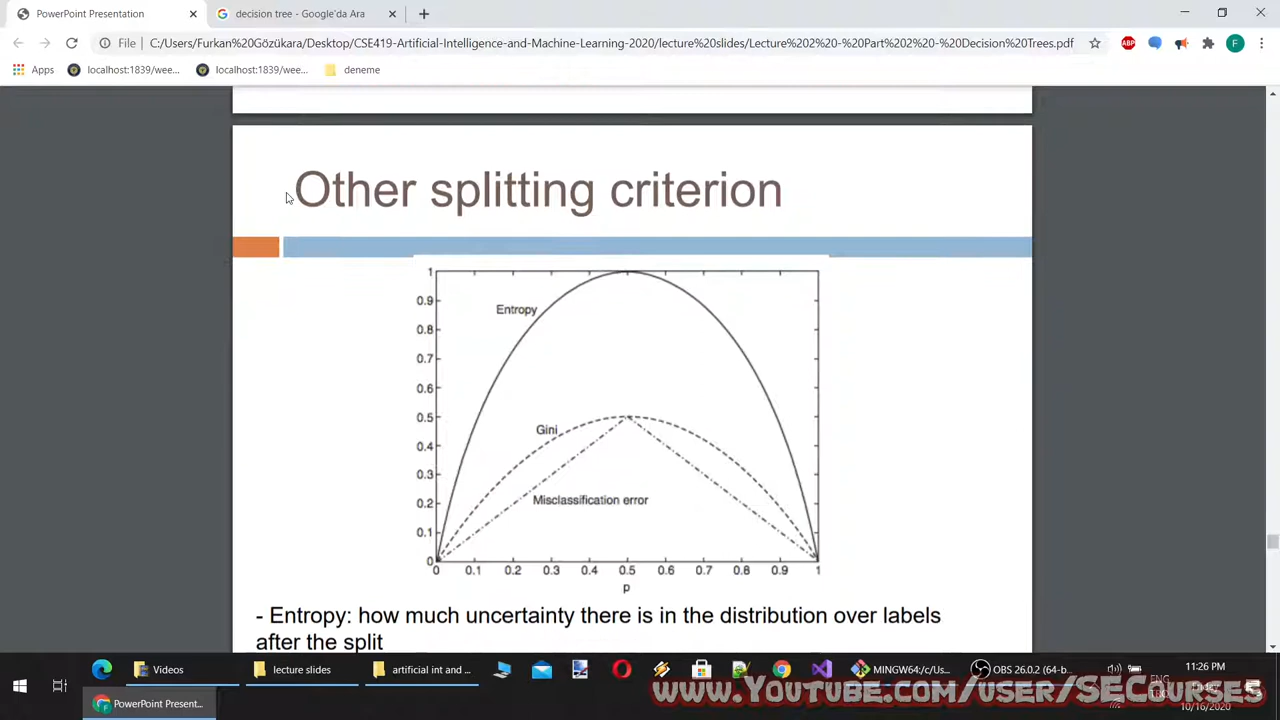 PowerPoint Presentation
decision tree - Google'da Ara
File
C:/Users/Furkan%20Gözükara/Desktop/CSE419-Artificial-Intelligence-and-Machine-Learning-2020/lecture%20slides/Lecture%202%20-%20Part%202%20-%20Decision%20Trees.pdf
ABP
F
Apps
localhost:1839/wee...
localhost:1839/wee...
deneme
Other splitting criterion
1
0.9
0.8
0.7
0.6
0.5
0.4
0.3
0.2
0.1
0
Entropy
Gini
Misclassification error
0 0.1 0.2 0.3 0.4 0.5 0.6 0.7 0.8 0.9 1
p
- Entropy: how much uncertainty there is in the distribution over labels
after the split
Videos
lecture slides
artificial int and ...
MINGW64:/c/Us...
OBS 26.0.2 (64-b...
ENG
11:26 PM
Friday
10/16/2020
PowerPoint Present...
www.Youtube.com/user/SECourses